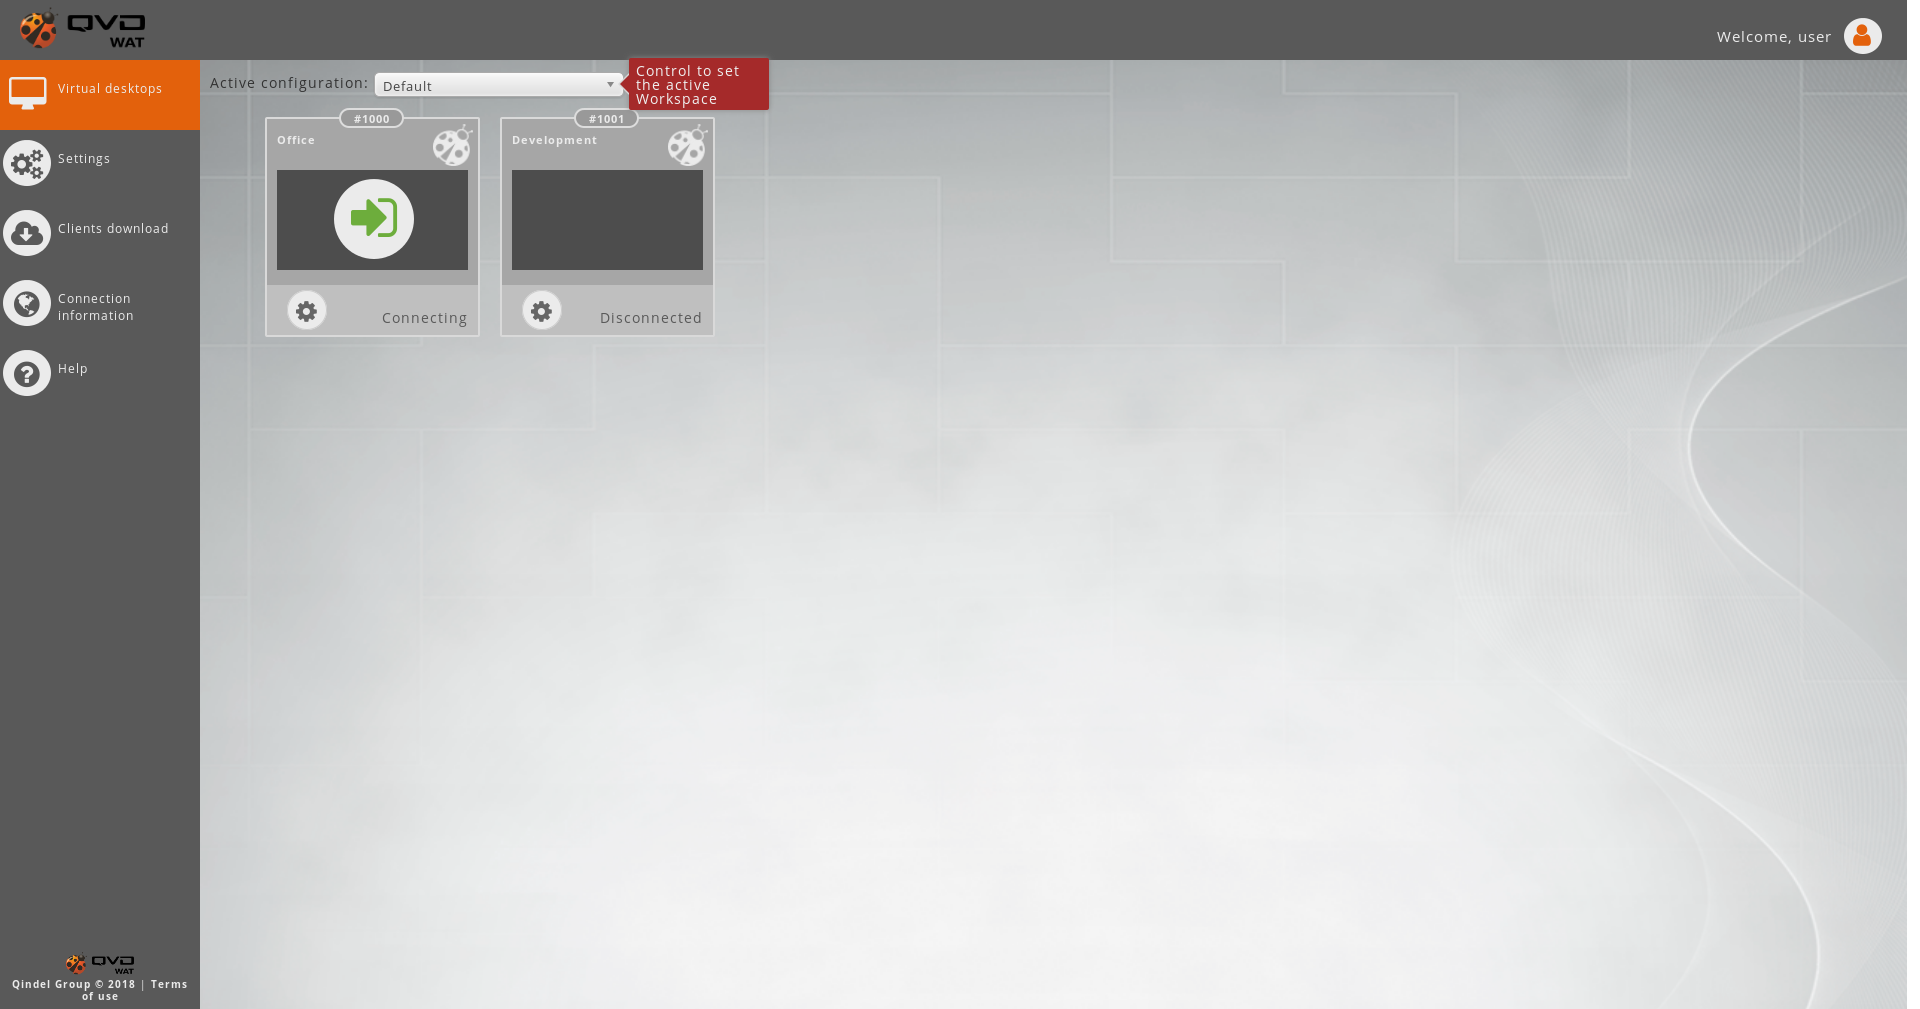 QVD
WAT
Welcome, user
Virtual desktops
Settings
Clients download
Connection
information
Help
Active configuration:
Default
Control to set
the active
Workspace
#1000
Office
Connecting
#1001
Development
Disconnected
QVD
WAT
Qindel Group © 2018 | Terms
of use